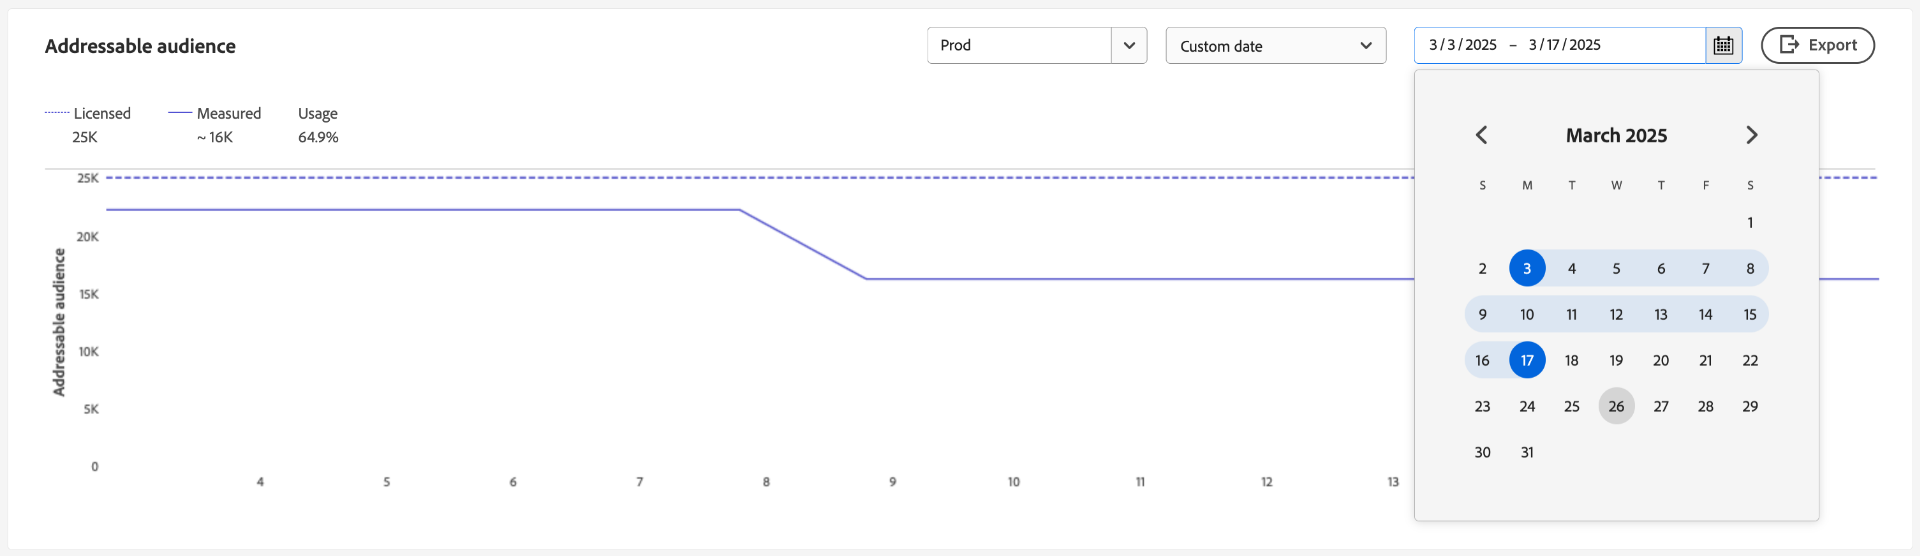 Addressable audience
Prod
Custom date
3/3/2025 – 3/17/2025
Export
Licensed Measured Usage
25K ~ 16K 64.9%
25K
20K
15K
10K
5K
0
Addressable audience
4 5 6 7 8 9 10 11 12 13
March 2025
S M T W T F S
1
2 3 4 5 6 7 8
9 10 11 12 13 14 15
16 17 18 19 20 21 22
23 24 25 26 27 28 29
30 31